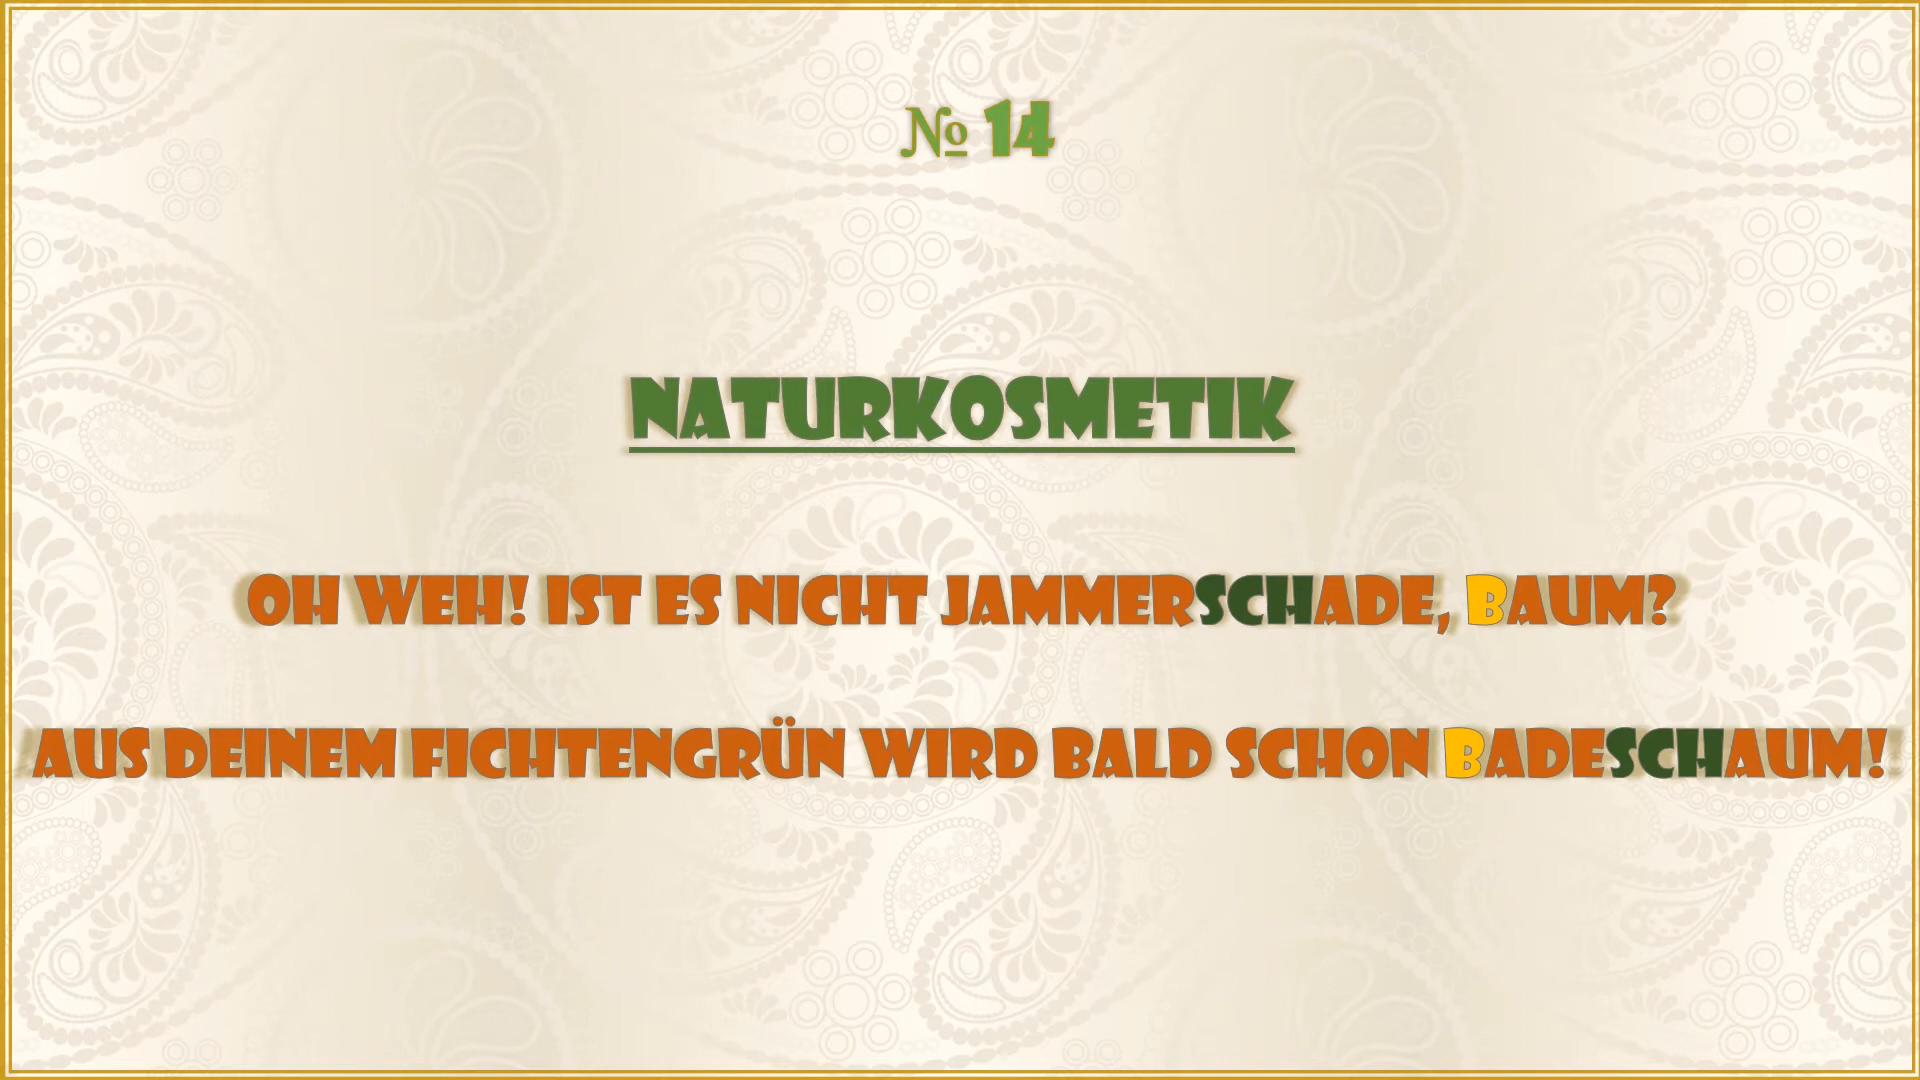 № 14
NATURKOSMETIK
OH WEH! IST ES NICHT JAMMERSCHADE, BAUM?
AUS DEINEM FICHTENGRÜN WIRD BALD SCHON BADESCHAUM!